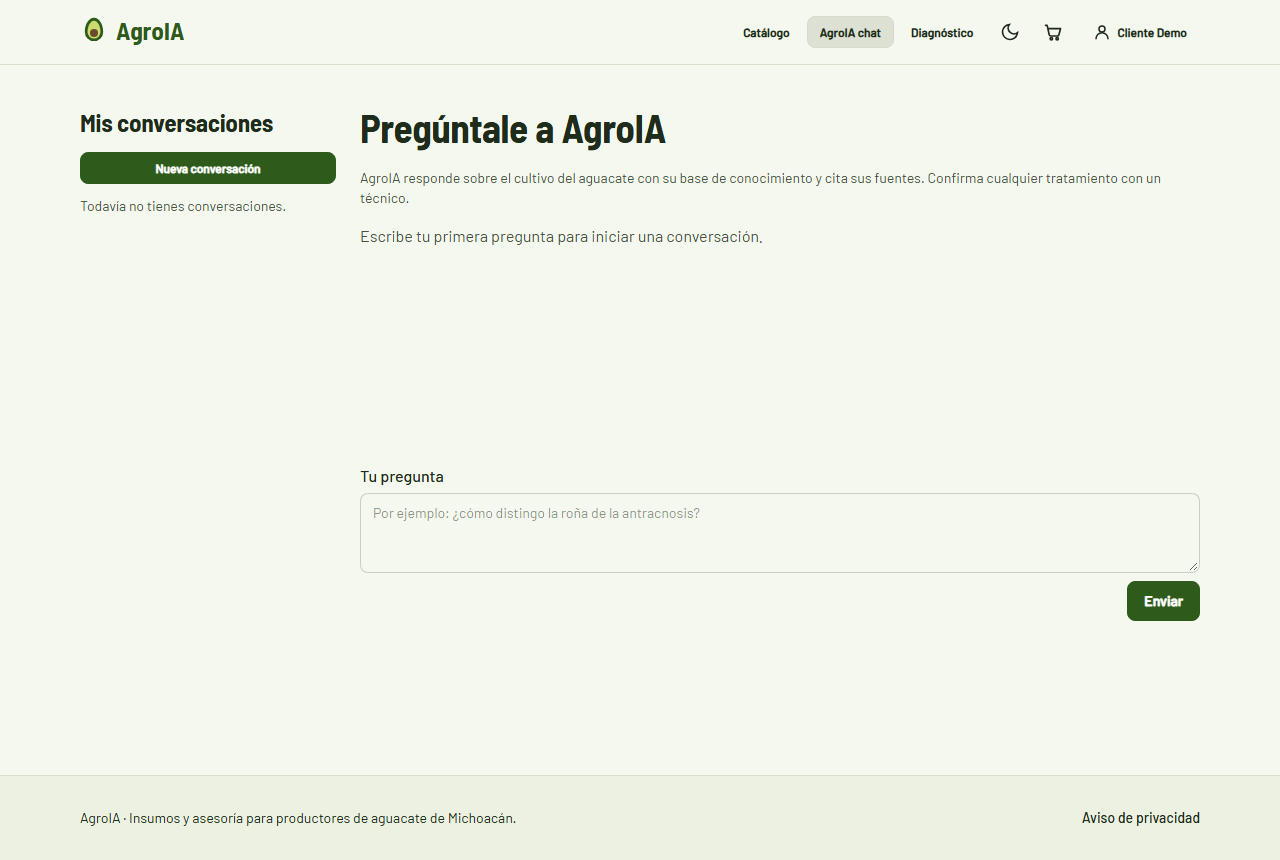 AgroIA
Catálogo
AgroIA chat
Diagnóstico
Cliente Demo
Mis conversaciones
Nueva conversación
Todavía no tienes conversaciones.
Pregúntale a AgroIA
AgroIA responde sobre el cultivo del aguacate con su base de conocimiento y cita sus fuentes. Confirma cualquier tratamiento con un
técnico.
Escribe tu primera pregunta para iniciar una conversación.
Tu pregunta
Por ejemplo: ¿cómo distingo la roña de la antracnosis?
Enviar
AgroIA · Insumos y asesoría para productores de aguacate de Michoacán.
Aviso de privacidad